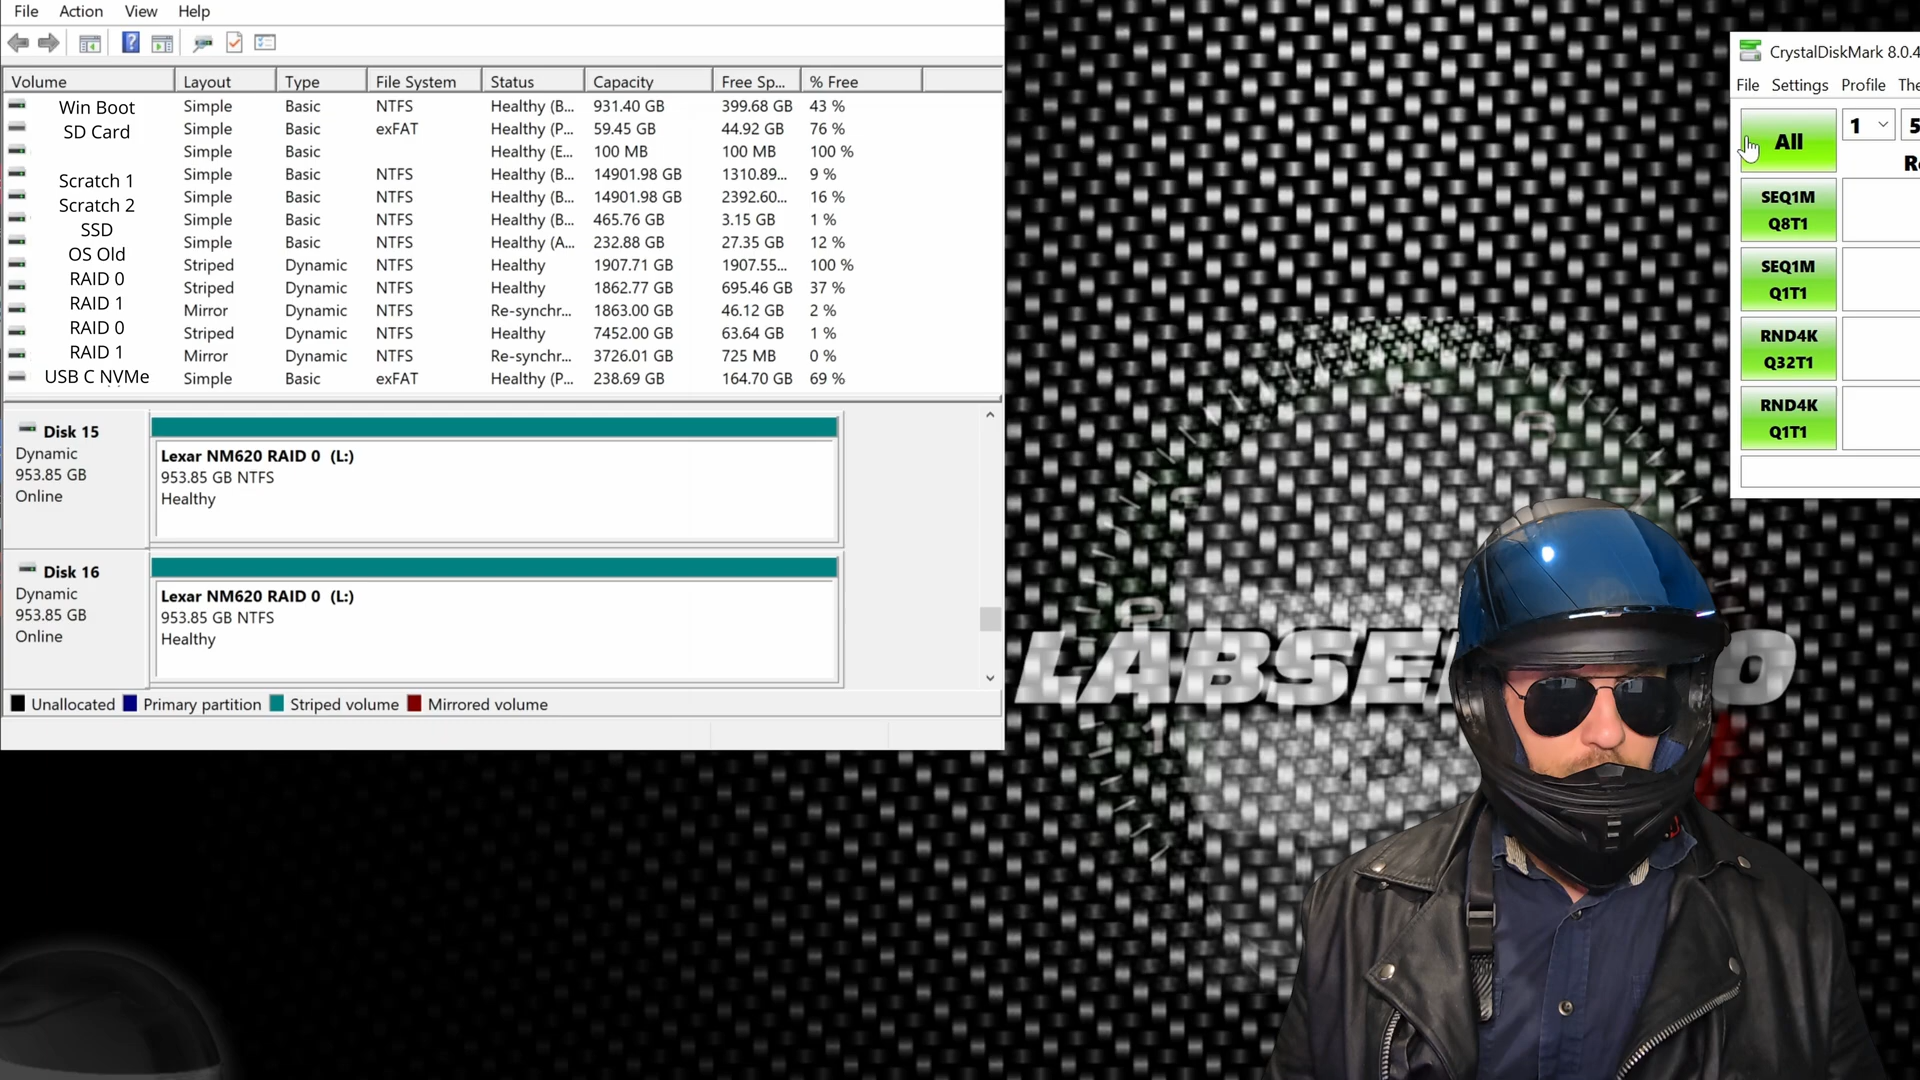 File Action View Help
Volume Layout Type File System Status Capacity Free Sp... % Free
Win Boot Simple Basic NTFS Healthy (B... 931.40 GB 399.68 GB 43 %
SD Card Simple Basic exFAT Healthy (P... 59.45 GB 44.92 GB 76 %
Simple Basic Healthy (E... 100 MB 100 MB 100 %
Scratch 1 Simple Basic NTFS Healthy (B... 14901.98 GB 1310.89... 9 %
Scratch 2 Simple Basic NTFS Healthy (B... 14901.98 GB 2392.60... 16 %
SSD Simple Basic NTFS Healthy (B... 465.76 GB 3.15 GB 1 %
OS Old Simple Basic NTFS Healthy (A... 232.88 GB 27.35 GB 12 %
RAID 0 Striped Dynamic NTFS Healthy 1907.71 GB 1907.55... 100 %
RAID 1 Striped Dynamic NTFS Healthy 1862.77 GB 695.46 GB 37 %
RAID 0 Mirror Dynamic NTFS Re-synchr... 1863.00 GB 46.12 GB 2 %
Striped Dynamic NTFS Healthy 7452.00 GB 63.64 GB 1 %
RAID 1 Mirror Dynamic NTFS Re-synchr... 3726.01 GB 725 MB 0 %
USB C NVMe Simple Basic exFAT Healthy (P... 238.69 GB 164.70 GB 69 %
Disk 15
Dynamic
953.85 GB
Online
Lexar NM620 RAID 0 (L:)
953.85 GB NTFS
Healthy
Disk 16
Dynamic
953.85 GB
Online
Lexar NM620 RAID 0 (L:)
953.85 GB NTFS
Healthy
Unallocated Primary partition Striped volume Mirrored volume
CrystalDiskMark 8.0.4
File Settings Profile The
All 1 5
SEQ1M
Q8T1
SEQ1M
Q1T1
RND4K
Q32T1
RND4K
Q1T1